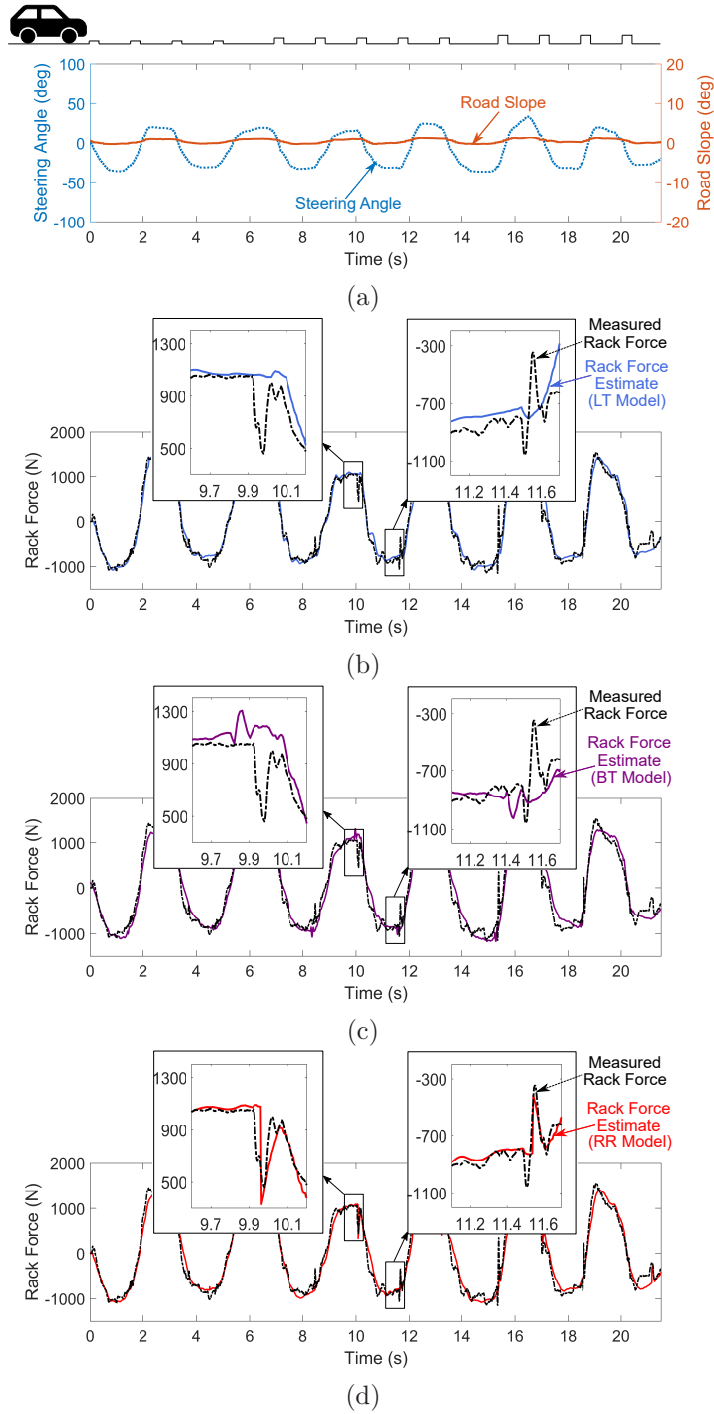 100
50
0
-50
-100
Steering Angle (deg)
20
10
0
-10
-20
Road Slope (deg)
Road Slope
Steering Angle
0 2 4 6 8 10 12 14 16 18 20
Time (s)
(a)
1300
900
500
9.7 9.9 10.1
-300
-700
-1100
11.2 11.4 11.6
Measured
Rack Force
Rack Force
Estimate
(LT Model)
2000
1000
0
-1000
Rack Force (N)
0 2 4 6 8 10 12 14 16 18 20
Time (s)
(b)
1300
900
500
9.7 9.9 10.1
-300
-700
-1100
11.2 11.4 11.6
Measured
Rack Force
Rack Force
Estimate
(BT Model)
2000
1000
0
-1000
Rack Force (N)
0 2 4 6 8 10 12 14 16 18 20
Time (s)
(c)
1300
900
500
9.7 9.9 10.1
-300
-700
-1100
11.2 11.4 11.6
Measured
Rack Force
Rack Force
Estimate
(RR Model)
2000
1000
0
-1000
Rack Force (N)
0 2 4 6 8 10 12 14 16 18 20
Time (s)
(d)